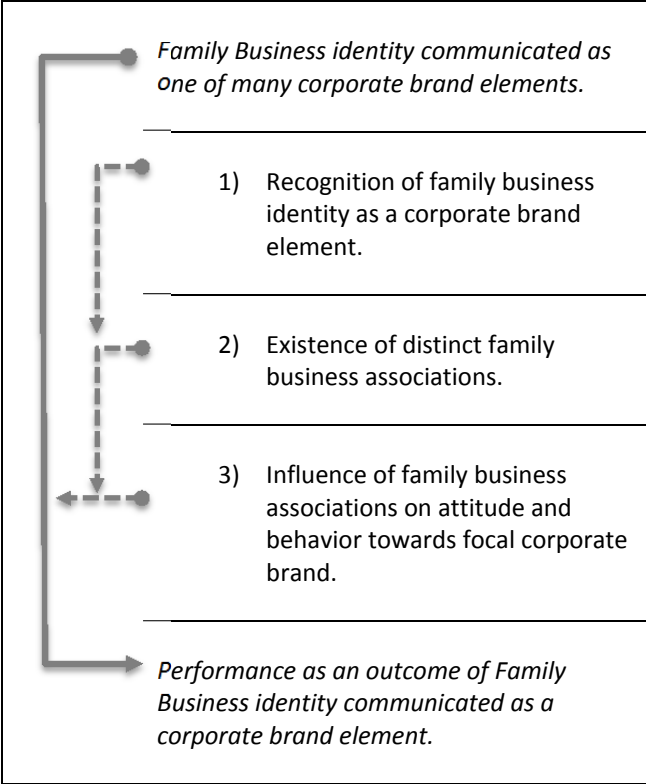 Family Business identity communicated as
one of many corporate brand elements.
1) Recognition of family business
identity as a corporate brand
element.
2) Existence of distinct family
business associations.
3) Influence of family business
associations on attitude and
behavior towards focal corporate
brand.
Performance as an outcome of Family
Business identity communicated as a
corporate brand element.